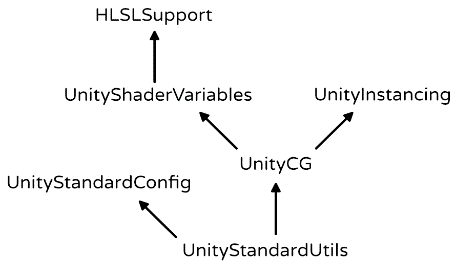 HLSLSupport
UnityShaderVariables
UnityInstancing
UnityCG
UnityStandardConfig
UnityStandardUtils